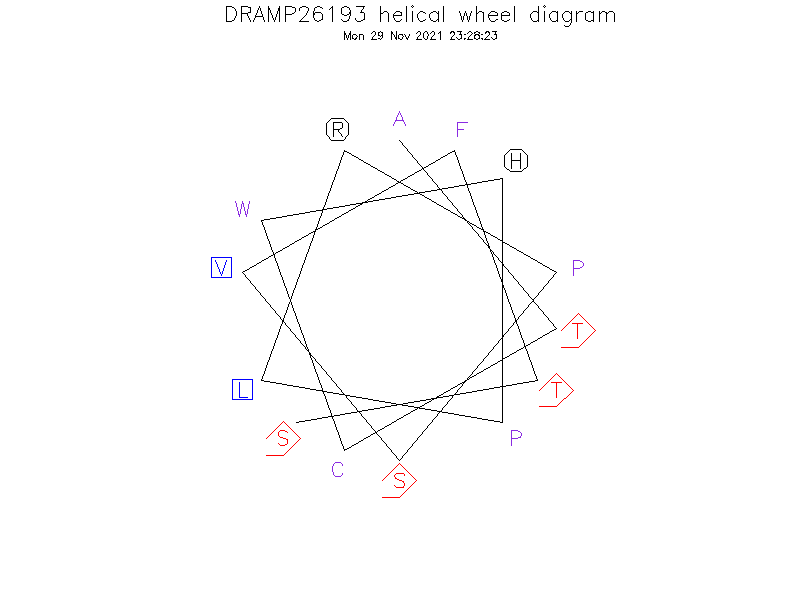 DRAMP26193 helical wheel diagram
Mon 29 Nov 2021 23:28:23
R A F
H
W
V P
T
L T
S P
C S